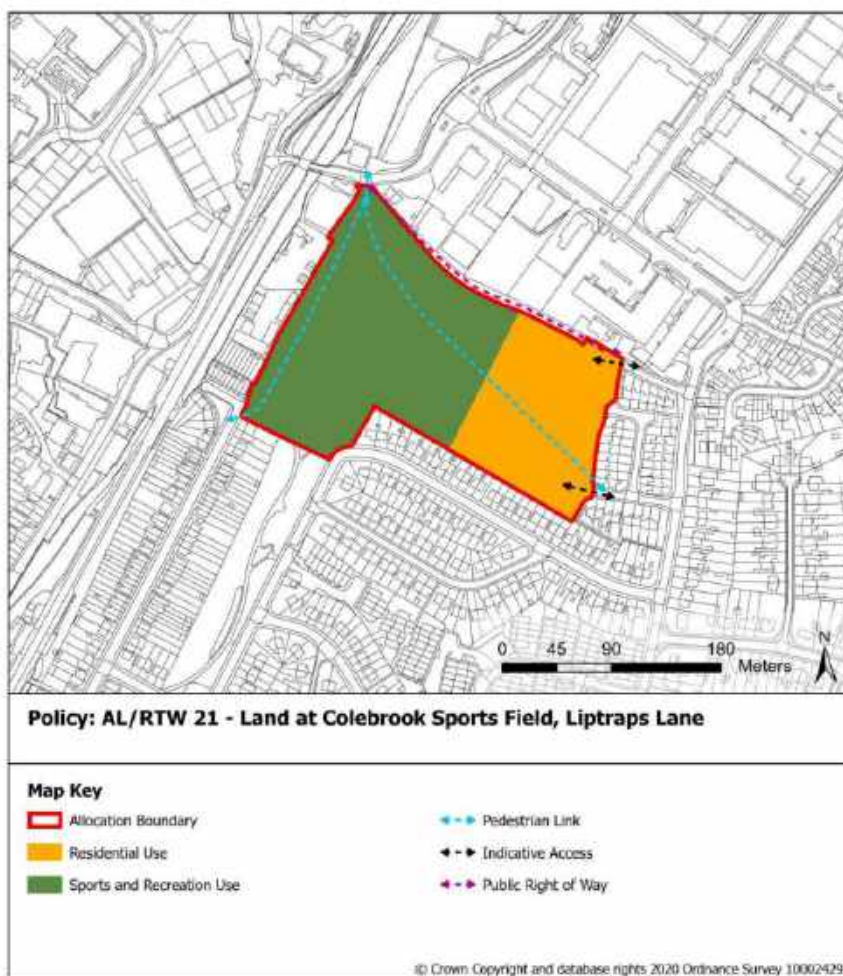 N
0 45 90 180
Meters
Policy: AL/RTW 21 - Land at Colebrook Sports Field, Liptraps Lane
Map Key
Allocation Boundary
Residential Use
Sports and Recreation Use
Pedestrian Link
Indicative Access
Public Right of Way
© Crown Copyright and database rights 2020 Ordnance Survey 10002429